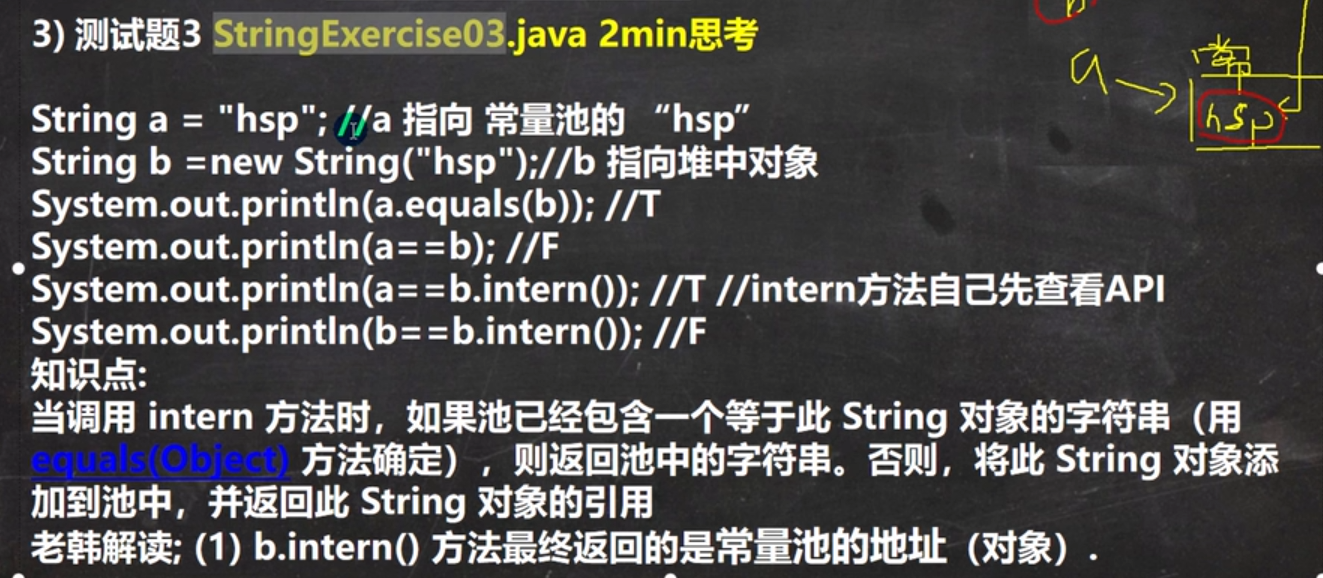 3) 测试题3 StringExercise03.java 2min思考
String a = "hsp"; //a 指向 常量池的 “hsp”
String b =new String("hsp");//b 指向堆中对象
System.out.println(a.equals(b)); //T
System.out.println(a==b); //F
System.out.println(a==b.intern()); //T //intern方法自己先查看API
System.out.println(b==b.intern()); //F
知识点:
当调用 intern 方法时，如果池已经包含一个等于此 String 对象的字符串（用
equals(Object) 方法确定），则返回池中的字符串。否则，将此 String 对象添
加到池中，并返回此 String 对象的引用
老韩解读; (1) b.intern() 方法最终返回的是常量池的地址（对象）.
a
常
hsp